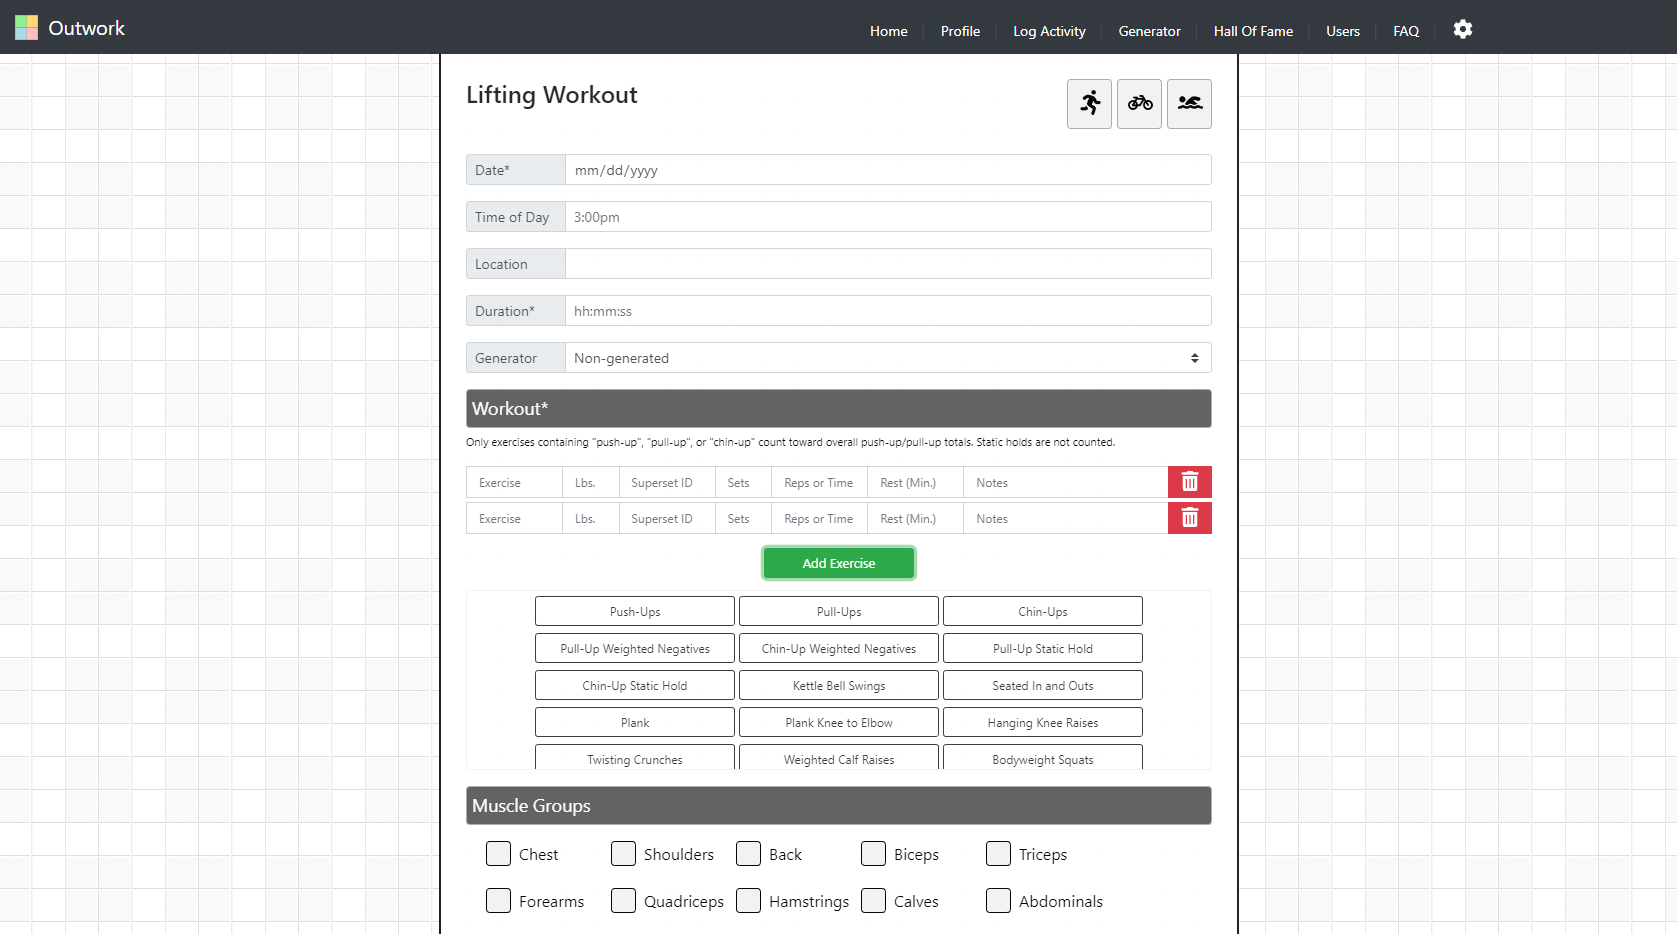 Outwork
Home Profile Log Activity Generator Hall Of Fame Users FAQ
Lifting Workout
Date* mm/dd/yyyy
Time of Day 3:00pm
Location
Duration* hh:mm:ss
Generator Non-generated
Workout*
Only exercises containing "push-up", "pull-up", or "chin-up" count toward overall push-up/pull-up totals. Static holds are not counted.
Exercise Lbs. Superset ID Sets Reps or Time Rest (Min.) Notes
Exercise Lbs. Superset ID Sets Reps or Time Rest (Min.) Notes
Add Exercise
Push-Ups Pull-Ups Chin-Ups
Pull-Up Weighted Negatives Chin-Up Weighted Negatives Pull-Up Static Hold
Chin-Up Static Hold Kettle Bell Swings Seated In and Outs
Plank Plank Knee to Elbow Hanging Knee Raises
Twisting Crunches Weighted Calf Raises Bodyweight Squats
Muscle Groups
Chest Shoulders Back Biceps Triceps
Forearms Quadriceps Hamstrings Calves Abdominals